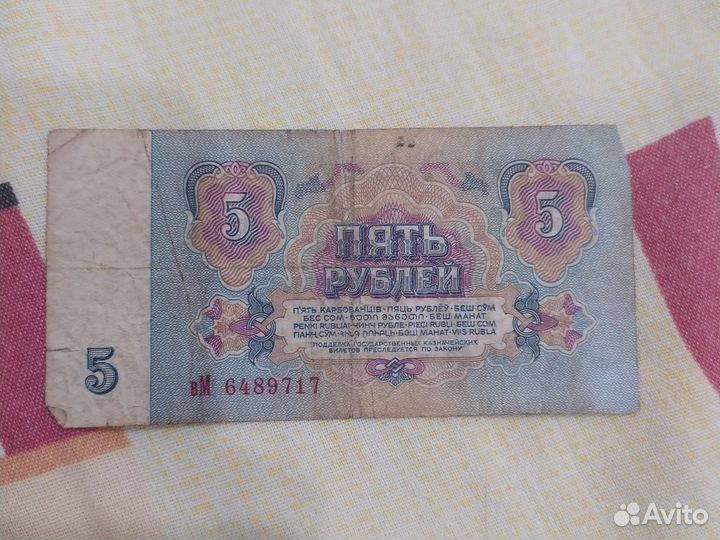 5
5
ПЯТЬ
РУБЛЕЙ
П'ЯТЬ КАРБОВАНЦІВ · ПЯЦЬ РУБЛЁЎ · БЕШ СЎМ
БЕС СОМ · ᲮᲣᲗᲘ ᲛᲐᲜᲔᲗᲘ · БЕШ МАНАТ
PENKI RUBLIAI · ЧИНЧ РУБЛЕ · PIECI RUBĻI · БЕШ СОМ
ПАНҶ СӮМ · ՀԻՆԳ ՌՈՒԲԼԻ · БӘШ МАНАТ · VIIS RUBLA
ПОДДЕЛКА ГОСУДАРСТВЕННЫХ КАЗНАЧЕЙСКИХ
БИЛЕТОВ ПРЕСЛЕДУЕТСЯ ПО ЗАКОНУ
5
вМ 6489717
Avito